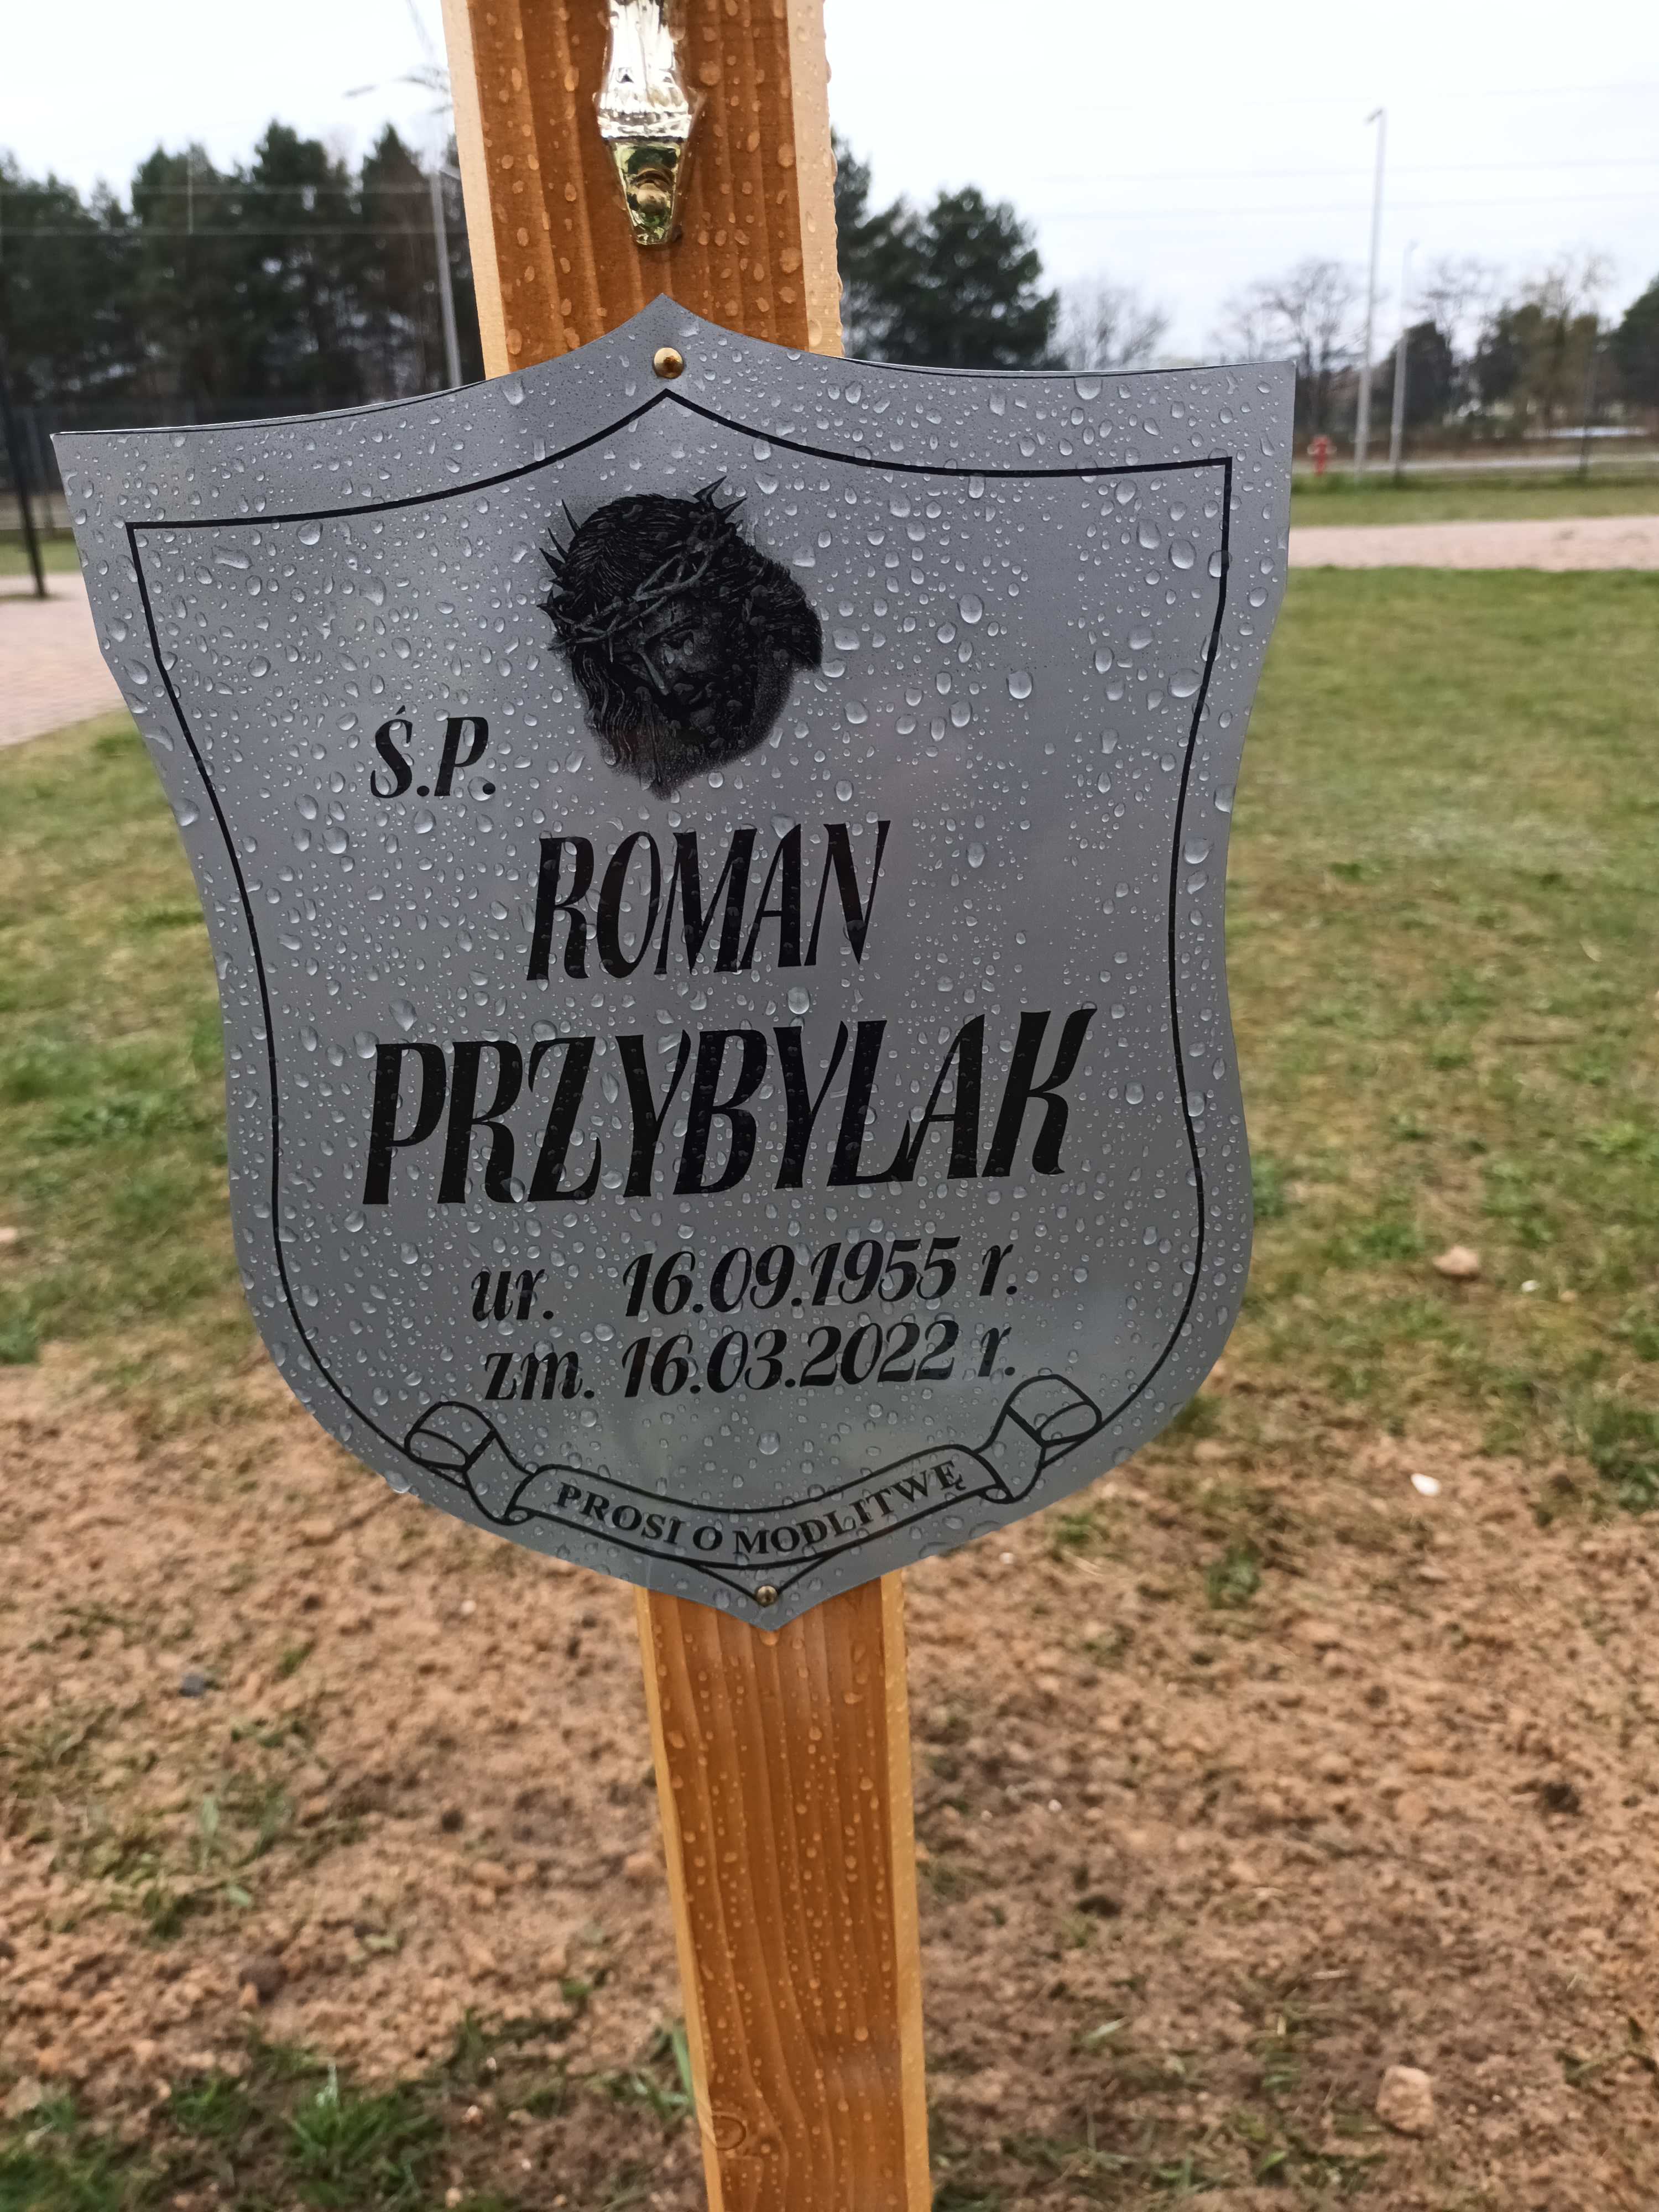 Ś.P.
ROMAN
PRZYBYLAK
ur. 16.09.1955 r.
zm. 16.03.2022 r.
PROSI O MODLITWĘ